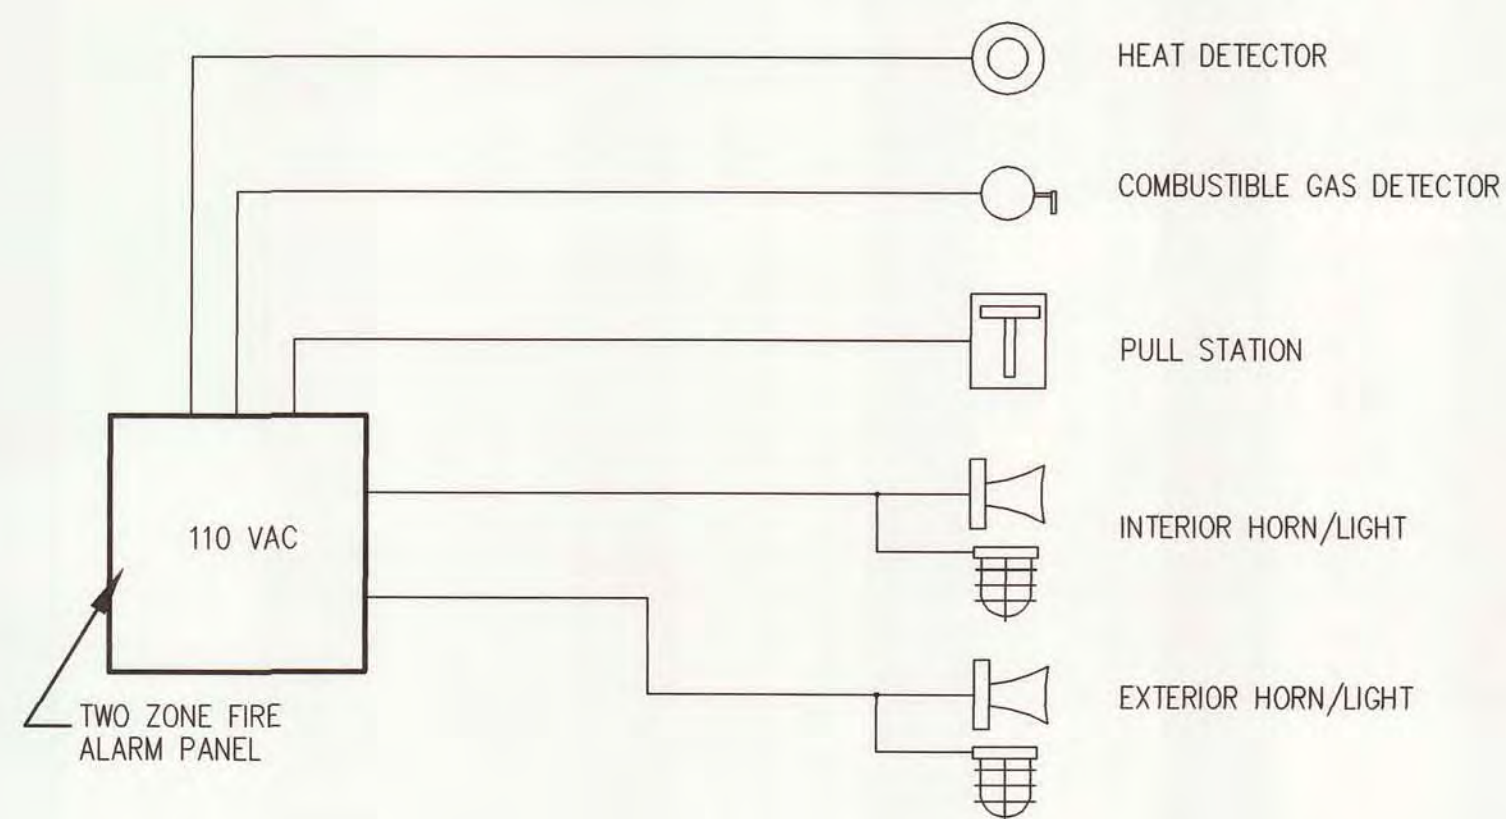 HEAT DETECTOR
COMBUSTIBLE GAS DETECTOR
PULL STATION
110 VAC
INTERIOR HORN/LIGHT
EXTERIOR HORN/LIGHT
TWO ZONE FIRE
ALARM PANEL